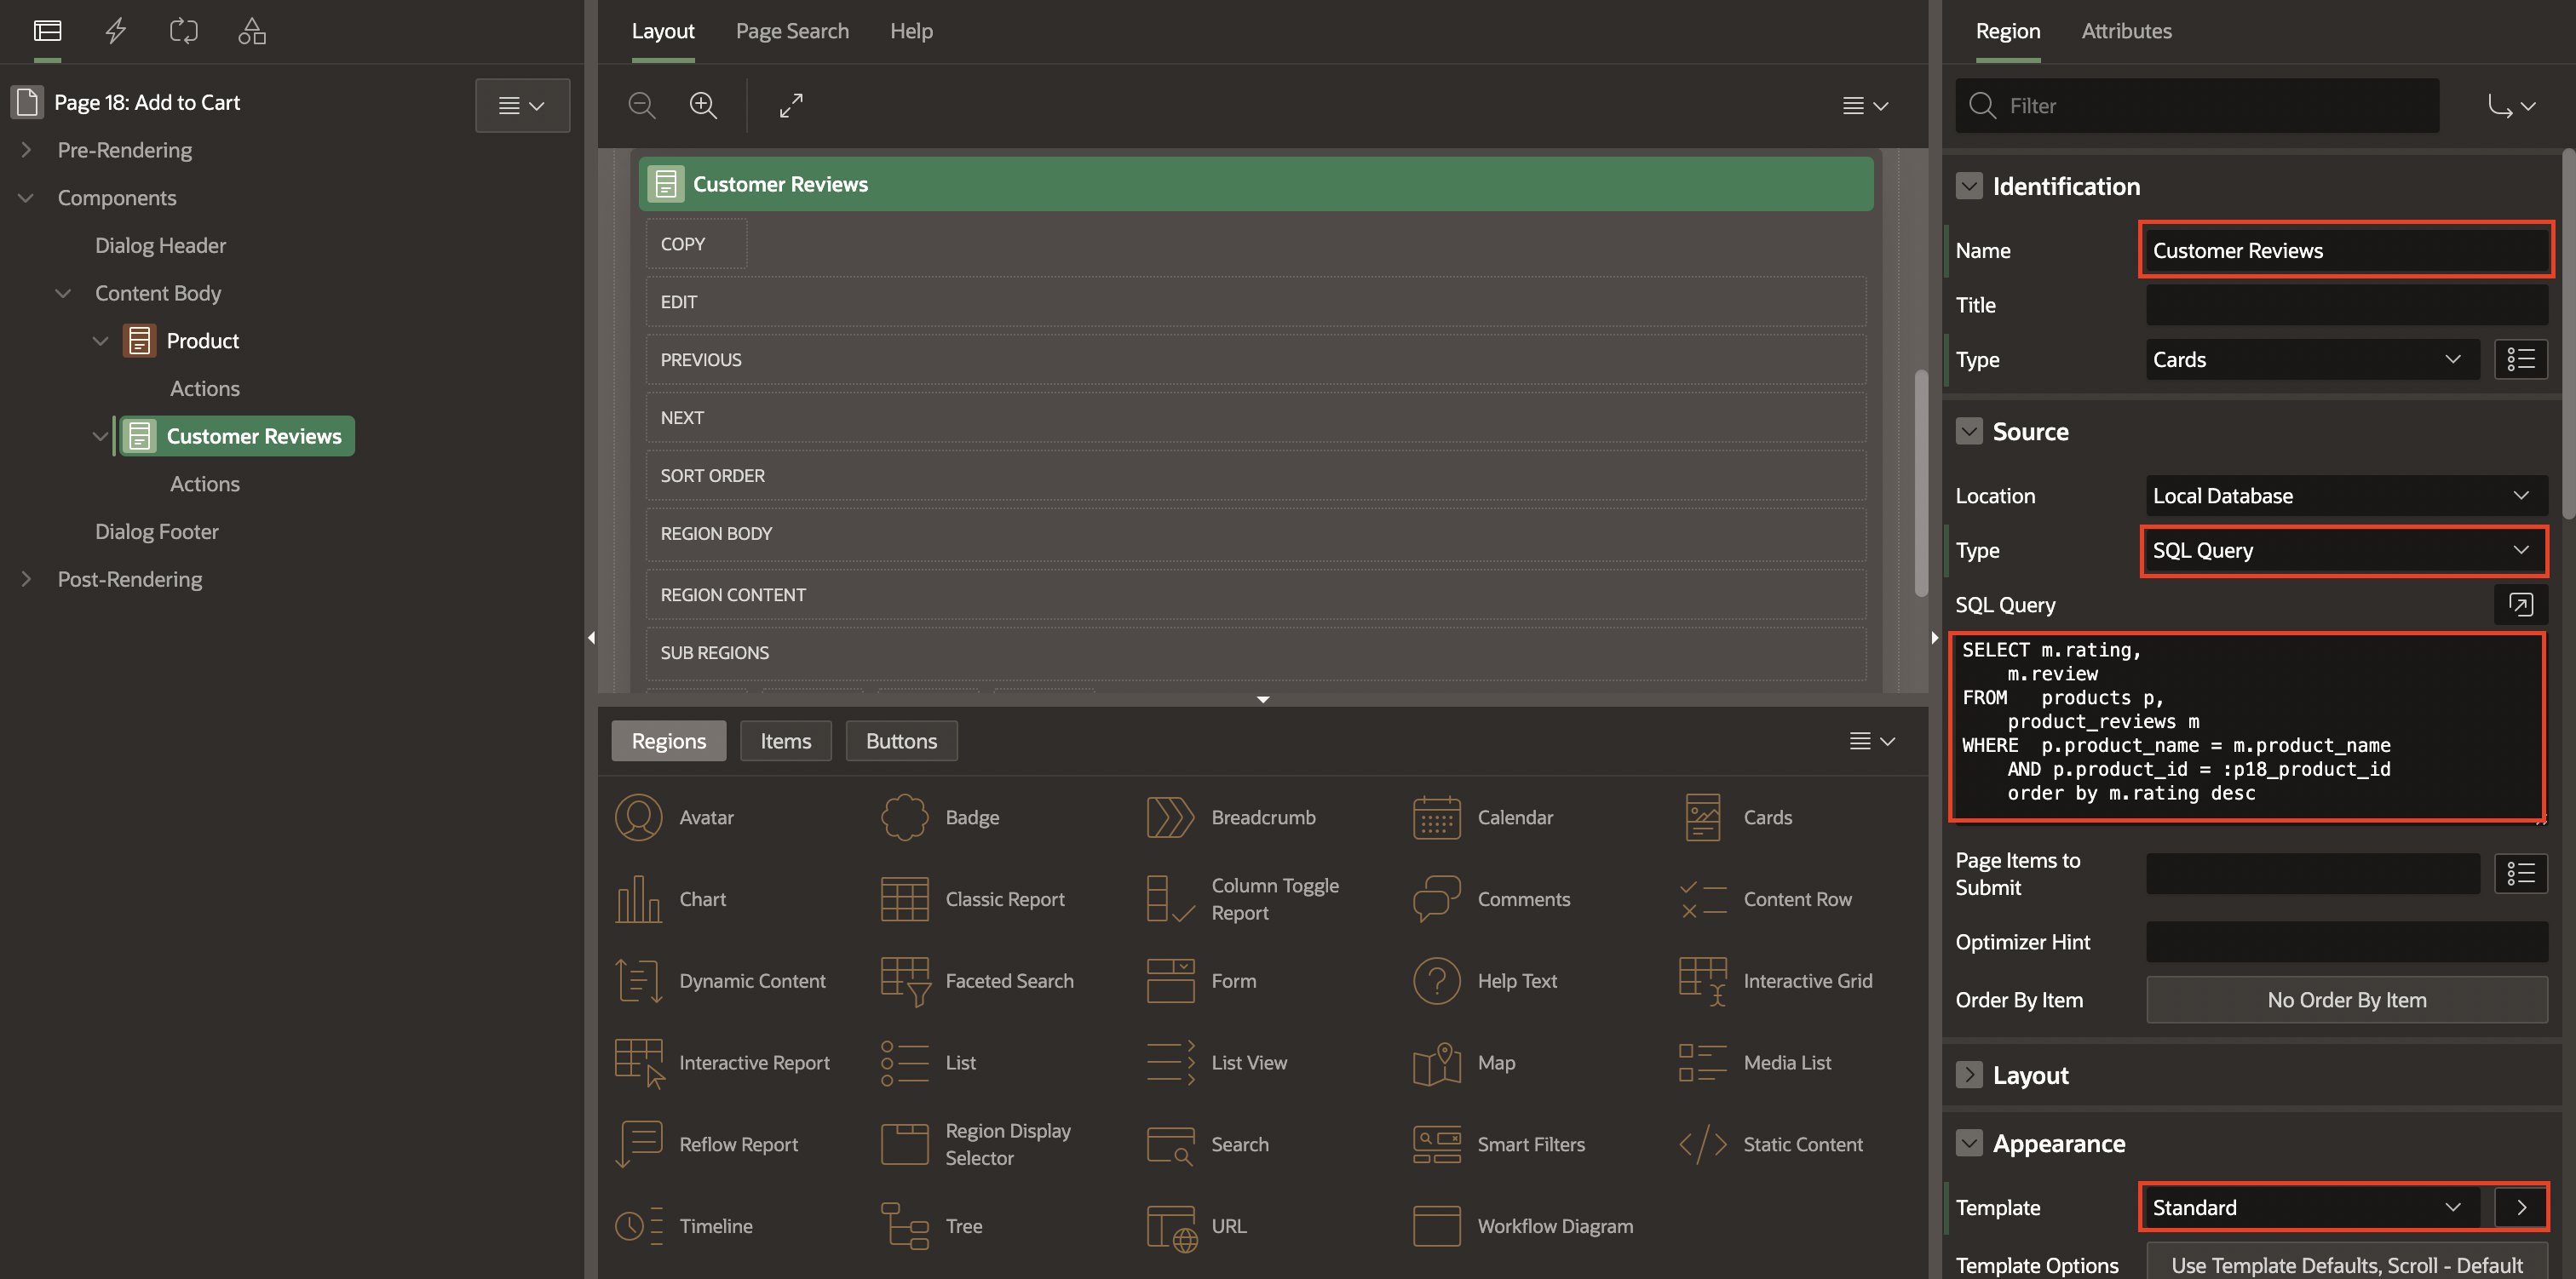 Page 18: Add to Cart
Pre-Rendering
Components
Dialog Header
Content Body
Product
Actions
Customer Reviews
Actions
Dialog Footer
Post-Rendering
Layout
Page Search
Help
Customer Reviews
COPY
EDIT
PREVIOUS
NEXT
SORT ORDER
REGION BODY
REGION CONTENT
SUB REGIONS
Regions
Items
Buttons
Avatar
Badge
Breadcrumb
Calendar
Cards
Chart
Classic Report
Column Toggle
Report
Comments
Content Row
Dynamic Content
Faceted Search
Form
Help Text
Interactive Grid
Interactive Report
List
List View
Map
Media List
Reflow Report
Region Display
Selector
Search
Smart Filters
Static Content
Timeline
Tree
URL
Workflow Diagram
Region
Attributes
Filter
Identification
Name
Customer Reviews
Title
Type
Cards
Source
Location
Local Database
Type
SQL Query
SQL Query
SELECT m.rating,
m.review
FROM   products p,
product_reviews m
WHERE  p.product_name = m.product_name
AND p.product_id = :p18_product_id
order by m.rating desc
Page Items to
Submit
Optimizer Hint
Order By Item
No Order By Item
Layout
Appearance
Template
Standard
Template Options
Use Template Defaults, Scroll - Default